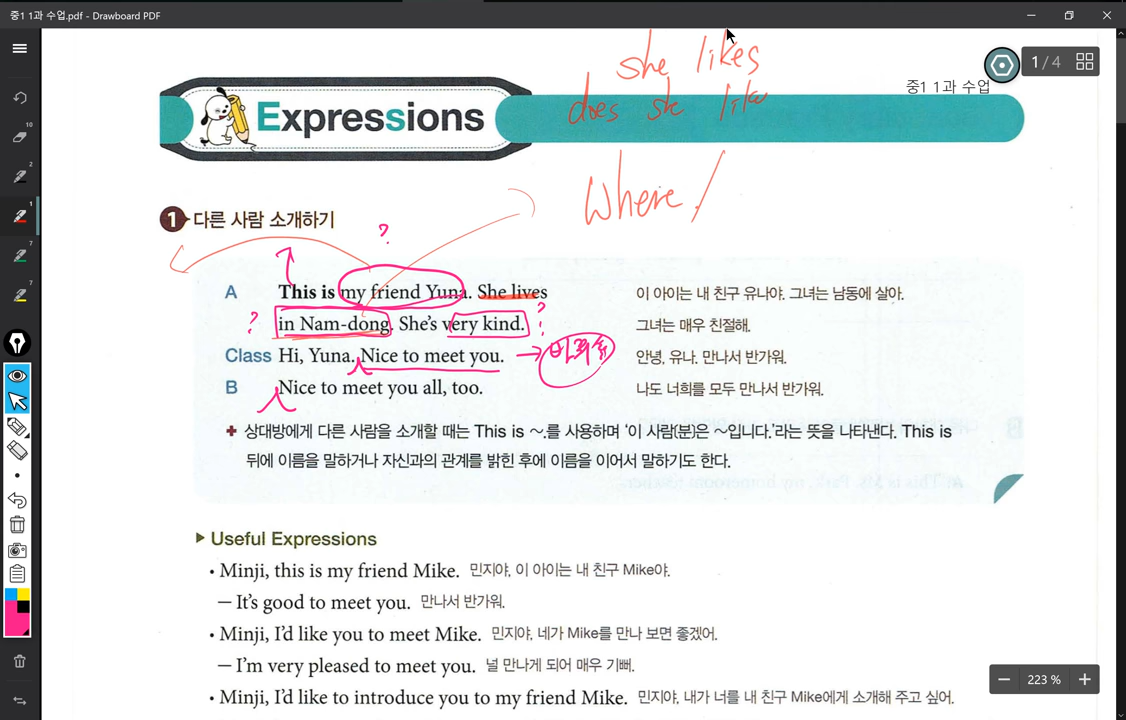 중1 1과 수업.pdf - Drawboard PDF
she likes
1 / 4
중1 1과 수업
does she like
Expressions
Where
1 다른 사람 소개하기
?
A This is my friend Yuna. She lives 이 아이는 내 친구 유나야. 그녀는 남동에 살아.
? in Nam-dong. She's very kind. ? 그녀는 매우 친절해.
Class Hi, Yuna. Nice to meet you. → 안녕, 유나. 만나서 반가워.
B Nice to meet you all, too. 나도 너희를 모두 만나서 반가워.
+ 상대방에게 다른 사람을 소개할 때는 This is ~.를 사용하며 '이 사람(분)은 ~입니다.'라는 뜻을 나타낸다. This is
뒤에 이름을 말하거나 자신과의 관계를 밝힌 후에 이름을 이어서 말하기도 한다.
Useful Expressions
• Minji, this is my friend Mike. 민지야, 이 아이는 내 친구 Mike야.
— It's good to meet you. 만나서 반가워.
• Minji, I'd like you to meet Mike. 민지야, 네가 Mike를 만나 보면 좋겠어.
— I'm very pleased to meet you. 널 만나게 되어 매우 기뻐.
• Minji, I'd like to introduce you to my friend Mike. 민지야, 내가 너를 내 친구 Mike에게 소개해 주고 싶어.
223 %
10
2
1
7
7